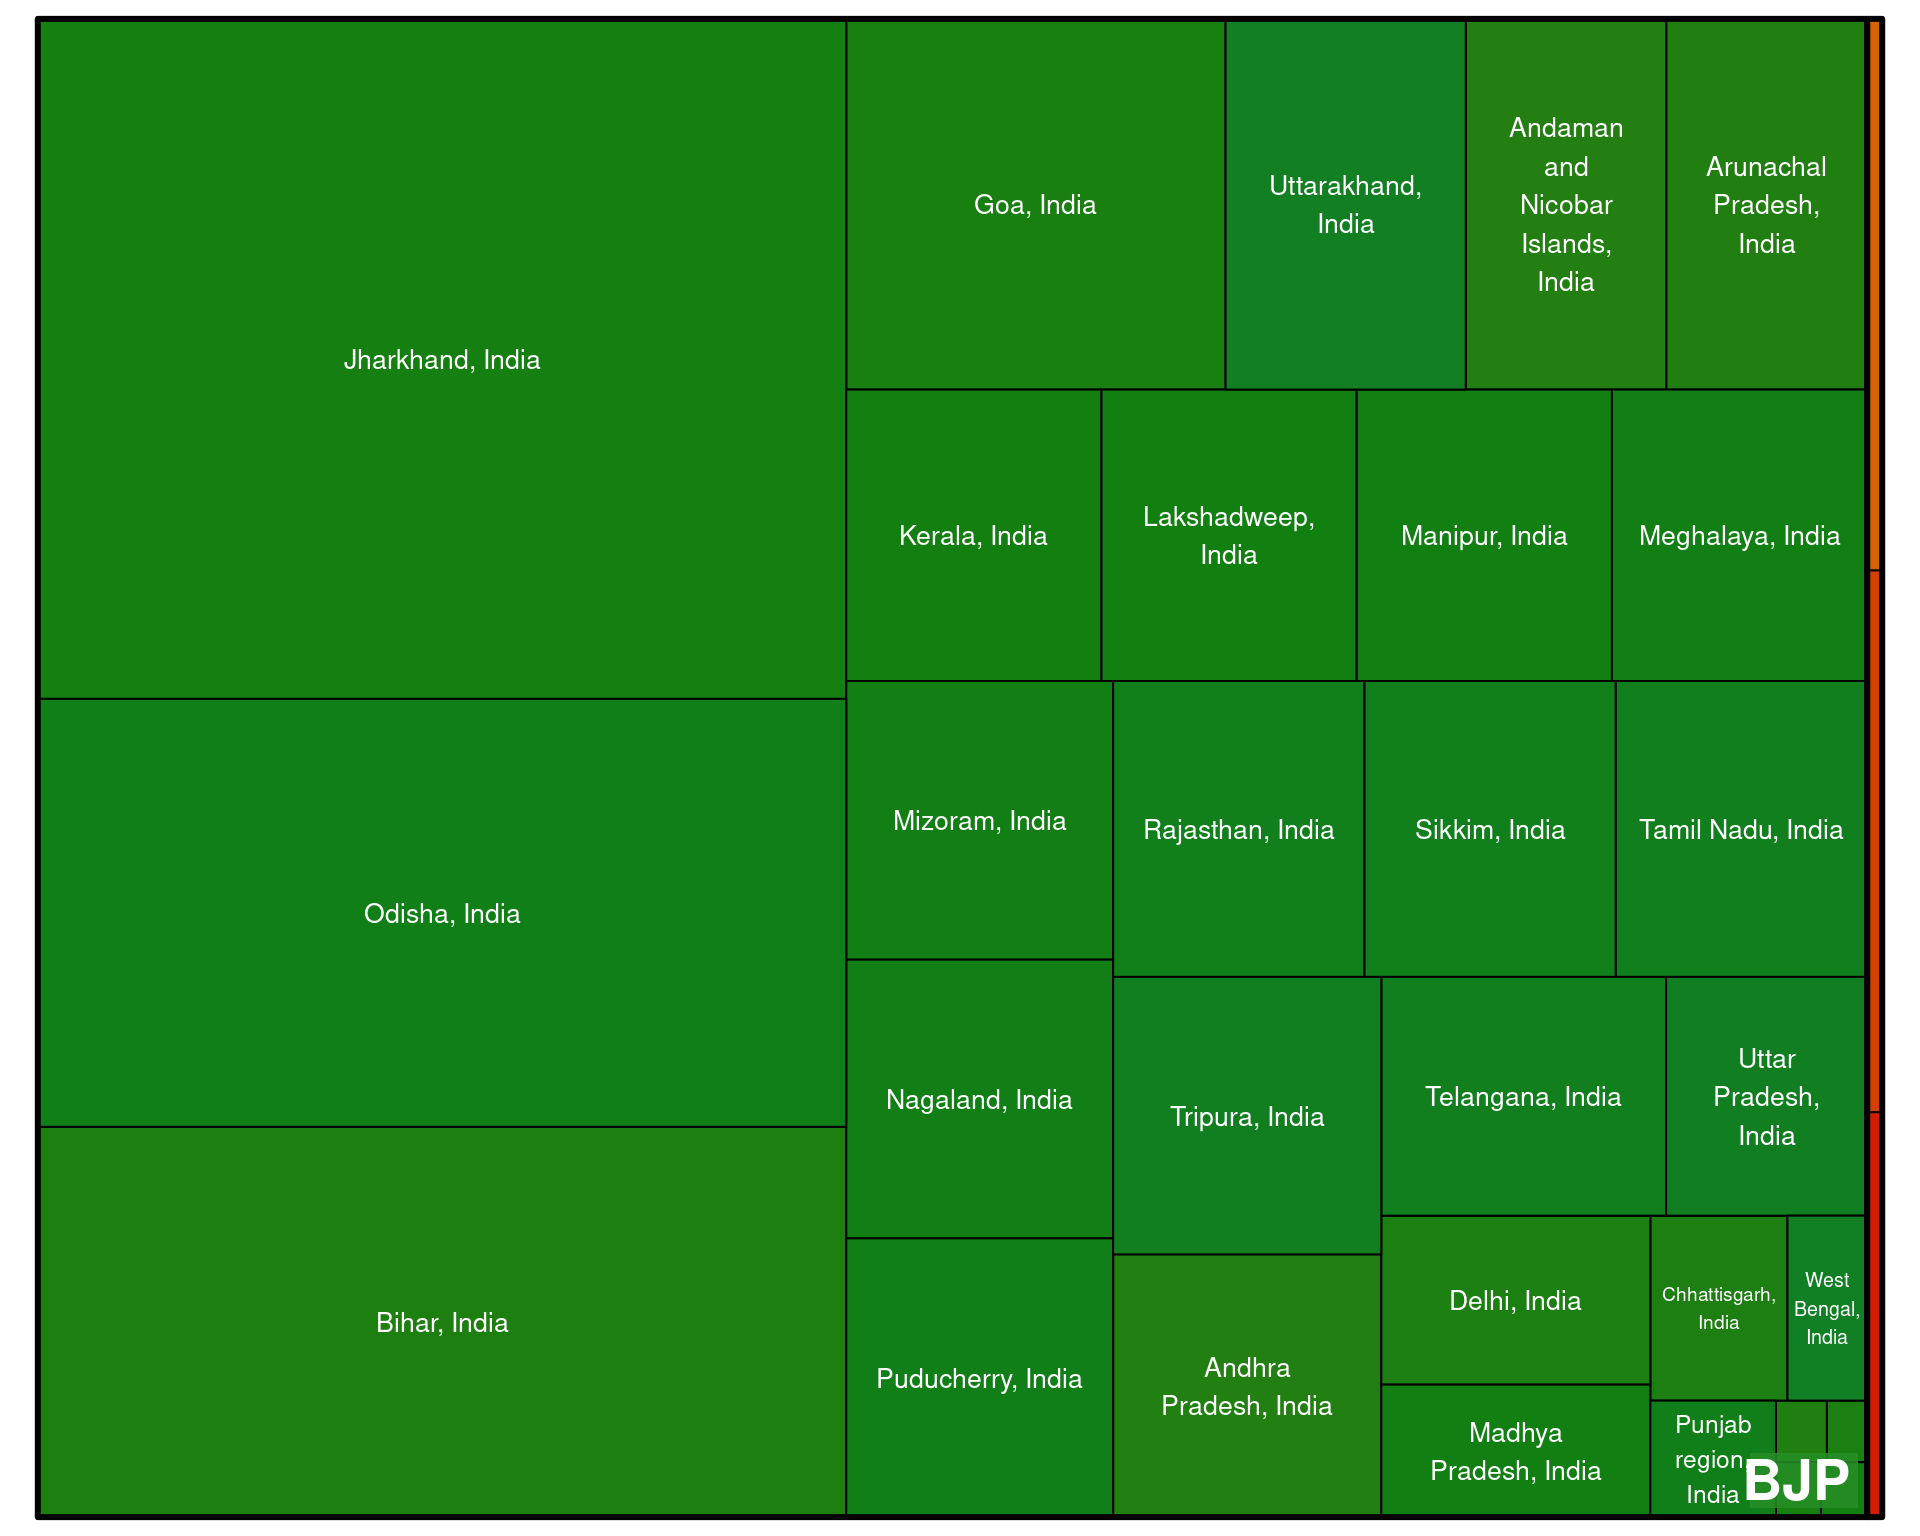 Jharkhand, India
Odisha, India
Bihar, India
Goa, India
Uttarakhand,
India
Andaman
and
Nicobar
Islands,
India
Arunachal
Pradesh,
India
Kerala, India
Lakshadweep,
India
Manipur, India
Meghalaya, India
Mizoram, India
Nagaland, India
Puducherry, India
Rajasthan, India
Sikkim, India
Tamil Nadu, India
Tripura, India
Telangana, India
Uttar
Pradesh,
India
Andhra
Pradesh, India
Delhi, India
Madhya
Pradesh, India
Chhattisgarh,
India
West
Bengal,
India
Punjab
region,
India
BJP